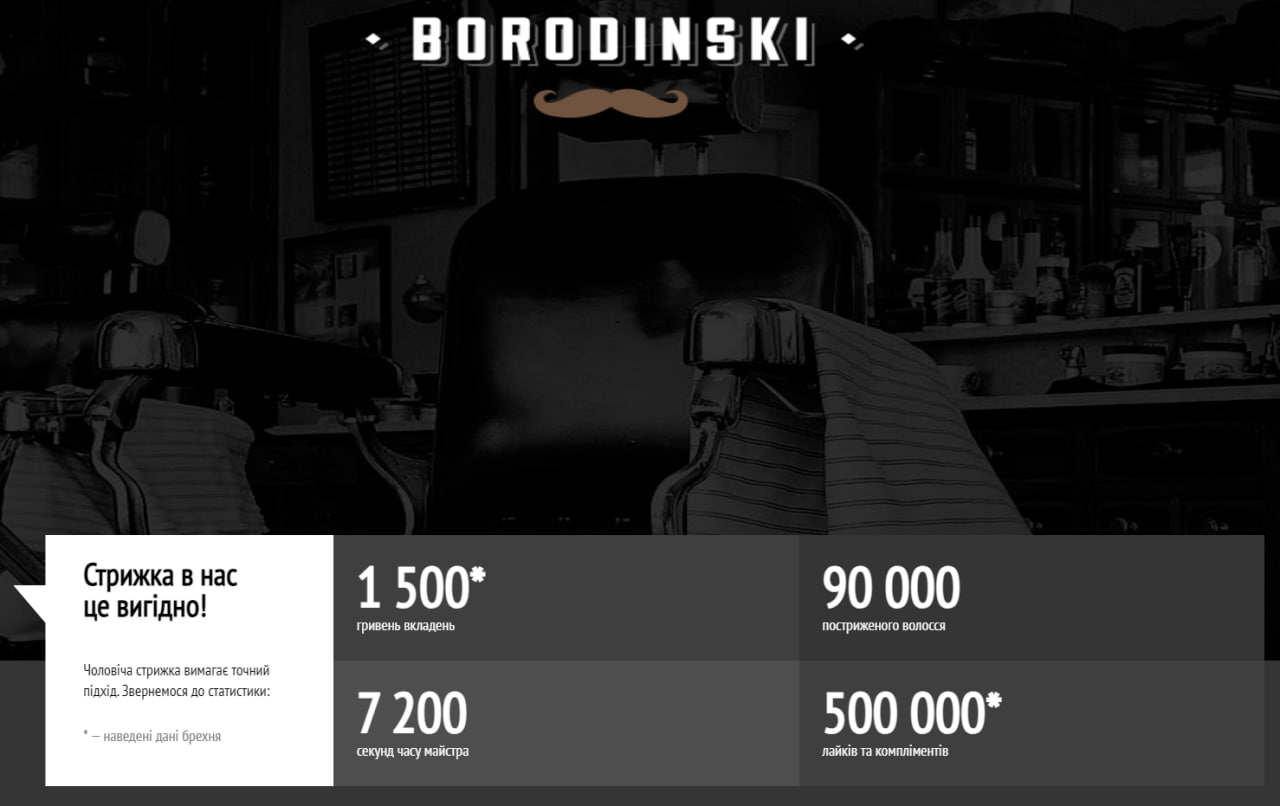 BORODINSKI
Стрижка в нас
це вигідно!
Чоловіча стрижка вимагає точний
підхід. Звернемося до статистики:
* – наведені дані брехня
1 500*
гривень вкладень
90 000
постриженого волосся
7 200
секунд часу майстра
500 000*
лайків та компліментів